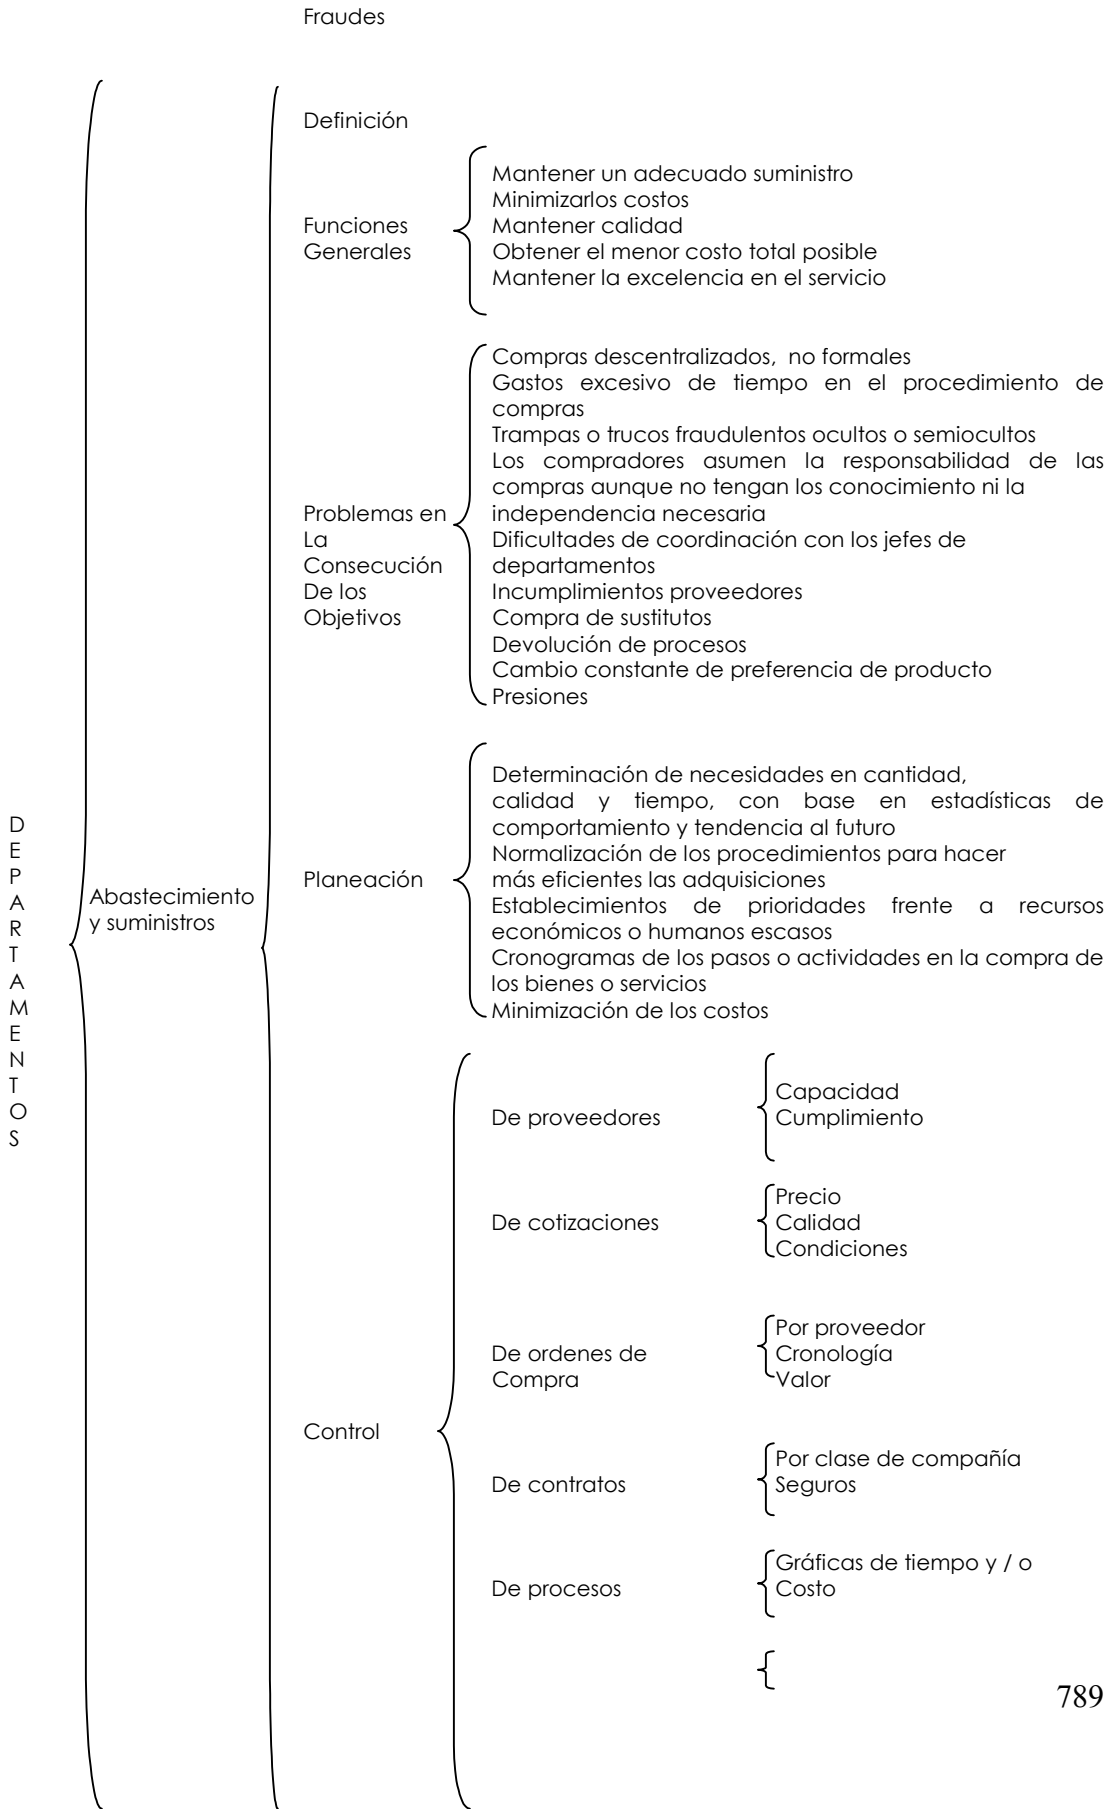 Fraudes
DEPARTAMENTOS
Abastecimiento
y suministros
Definición
Funciones
Generales
Mantener un adecuado suministro
Minimizarlos costos
Mantener calidad
Obtener el menor costo total posible
Mantener la excelencia en el servicio
Problemas en
La
Consecución
De los
Objetivos
Compras descentralizados, no formales
Gastos excesivo de tiempo en el procedimiento de
compras
Trampas o trucos fraudulentos ocultos o semiocultos
Los compradores asumen la responsabilidad de las
compras aunque no tengan los conocimiento ni la
independencia necesaria
Dificultades de coordinación con los jefes de
departamentos
Incumplimientos proveedores
Compra de sustitutos
Devolución de procesos
Cambio constante de preferencia de producto
Presiones
Planeación
Determinación de necesidades en cantidad,
calidad y tiempo, con base en estadísticas de
comportamiento y tendencia al futuro
Normalización de los procedimientos para hacer
más eficientes las adquisiciones
Establecimientos de prioridades frente a recursos
económicos o humanos escasos
Cronogramas de los pasos o actividades en la compra de
los bienes o servicios
Minimización de los costos
Control
De proveedores
Capacidad
Cumplimiento
De cotizaciones
Precio
Calidad
Condiciones
De ordenes de
Compra
Por proveedor
Cronología
Valor
De contratos
Por clase de compañía
Seguros
De procesos
Gráficas de tiempo y / o
Costo
789